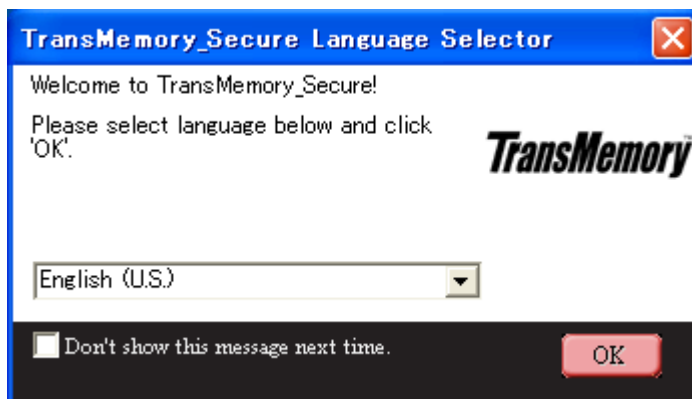 TransMemory_Secure Language Selector
Welcome to TransMemory_Secure!
Please select language below and click
'OK'.
TransMemory™
English (U.S.)
Don't show this message next time.
OK